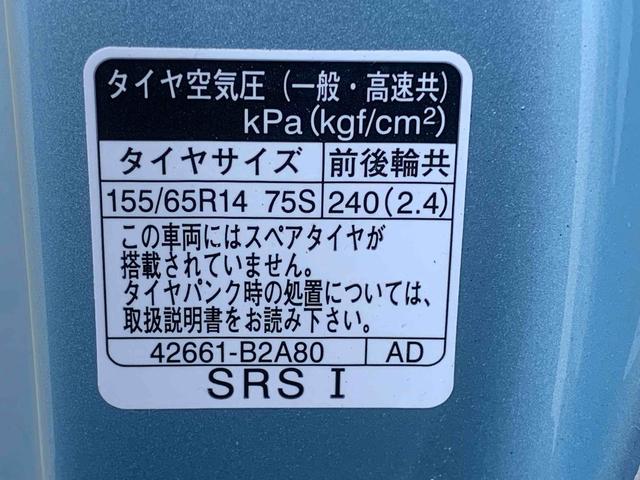 タイヤ空気圧（一般・高速共）
kPa(kgf/cm²)
タイヤサイズ 前後輪共
155/65R14 75S 240(2.4)
この車両にはスペアタイヤが
搭載されていません。
タイヤパンク時の処置については、
取扱説明書をお読み下さい。
42661-B2A80 AD
SRS I